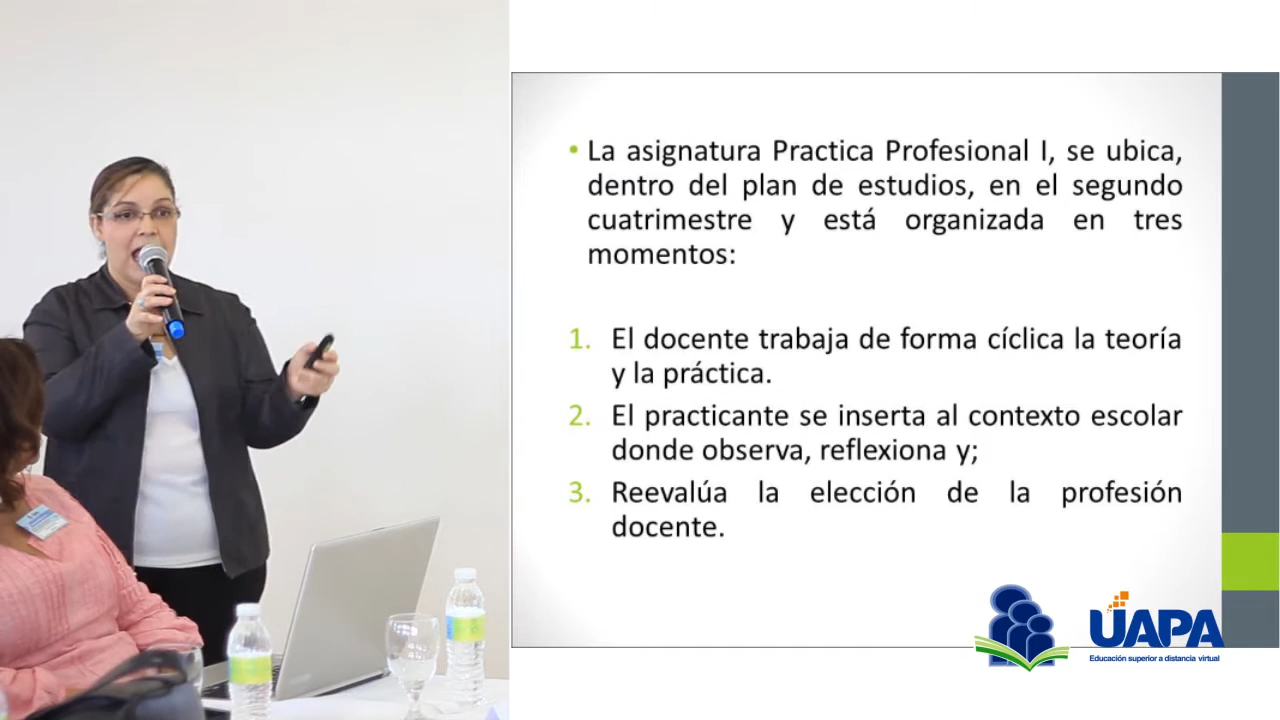 • La asignatura Practica Profesional I, se ubica,
dentro del plan de estudios, en el segundo
cuatrimestre y está organizada en tres
momentos:
1. El docente trabaja de forma cíclica la teoría
y la práctica.
2. El practicante se inserta al contexto escolar
donde observa, reflexiona y;
3. Reevalúa la elección de la profesión
docente.
UAPA
Educación superior a distancia virtual